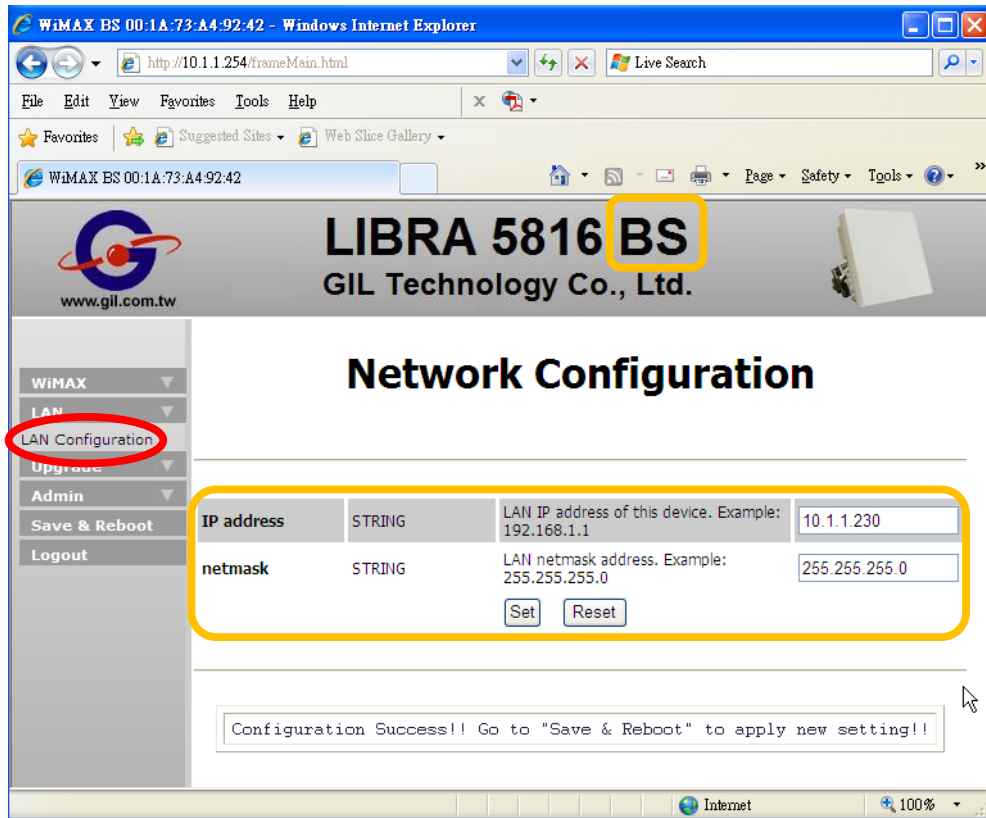 WiMAX BS 00:1A:73:A4:92:42 - Windows Internet Explorer
http://10.1.1.254/frameMain.html
Live Search
File Edit View Favorites Tools Help
x
Favorites Suggested Sites Web Slice Gallery
WiMAX BS 00:1A:73:A4:92:42 Page Safety Tools »
LIBRA 5816 BS
GIL Technology Co., Ltd.
www.gil.com.tw
Network Configuration
WiMAX
LAN
LAN Configuration
Upgrade
Admin
Save & Reboot
Logout
IP address STRING LAN IP address of this device. Example: 192.168.1.1 10.1.1.230
netmask STRING LAN netmask address. Example: 255.255.255.0 255.255.255.0
Set Reset
Configuration Success!! Go to "Save & Reboot" to apply new setting!!
Internet 100%